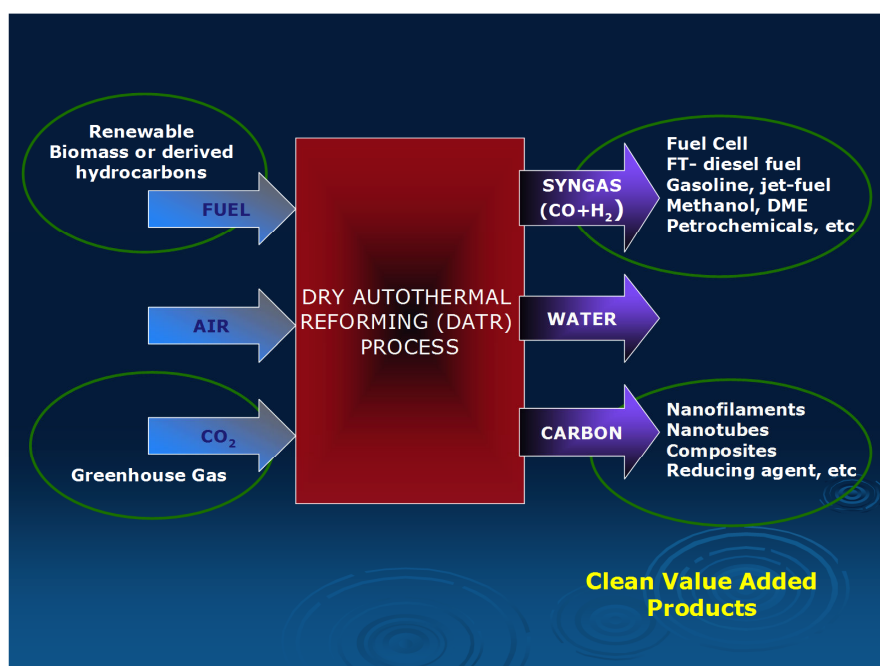 Renewable
Biomass or derived
hydrocarbons
FUEL
AIR
CO₂
Greenhouse Gas
DRY AUTOTHERMAL
REFORMING (DATR)
PROCESS
SYNGAS
(CO+H₂)
WATER
CARBON
Fuel Cell
FT- diesel fuel
Gasoline, jet-fuel
Methanol, DME
Petrochemicals, etc
Nanofilaments
Nanotubes
Composites
Reducing agent, etc
Clean Value Added
Products